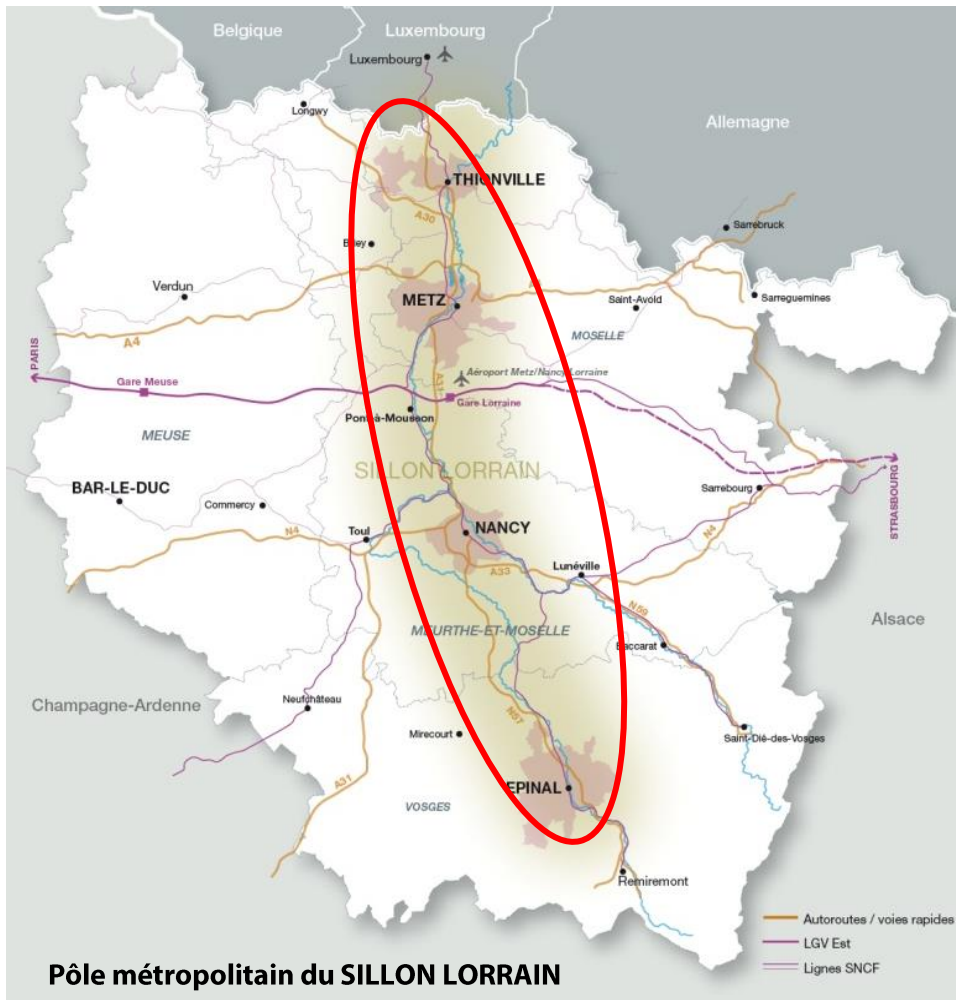 Belgique
Luxembourg
Luxembourg
Longwy
Allemagne
THIONVILLE
A30
Briey
Sarrebruck
Verdun
METZ
Saint-Avold
Sarreguemines
A4
MOSELLE
PARIS
A31
Aéroport Metz/Nancy Lorraine
Gare Meuse
Gare Lorraine
Pont-à-Mousson
MEUSE
SILLON LORRAIN
BAR-LE-DUC
Commercy
Sarrebourg
STRASBOURG
N4
Toul
NANCY
N4
A33
Lunéville
N59
Alsace
MEURTHE-ET-MOSELLE
Baccarat
Champagne-Ardenne
Neufchâteau
N57
Mirecourt
Saint-Dié-des-Vosges
A31
EPINAL
VOSGES
Remiremont
Autoroutes / voies rapides
LGV Est
Lignes SNCF
Pôle métropolitain du SILLON LORRAIN